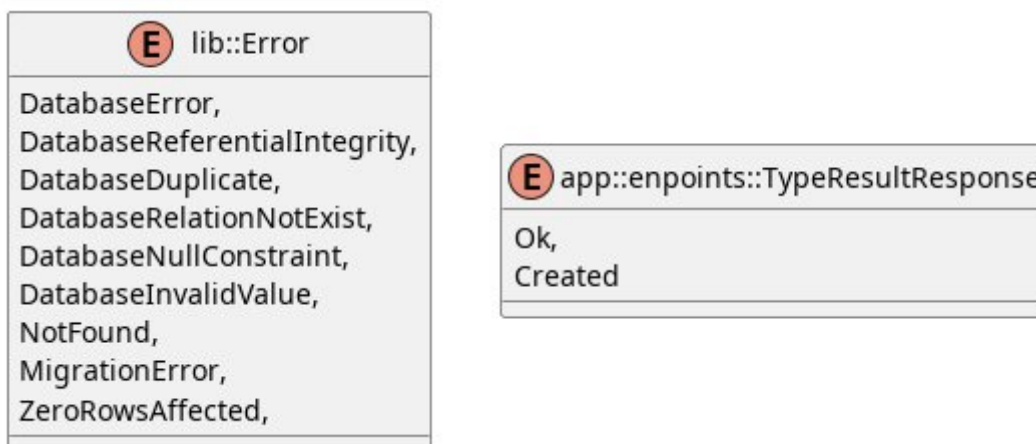 E lib::Error
DatabaseError,
DatabaseReferentialIntegrity,
DatabaseDuplicate,
DatabaseRelationNotExist,
DatabaseNullConstraint,
DatabaseInvalidValue,
NotFound,
MigrationError,
ZeroRowsAffected,
E app::enpoints::TypeResultResponse
Ok,
Created